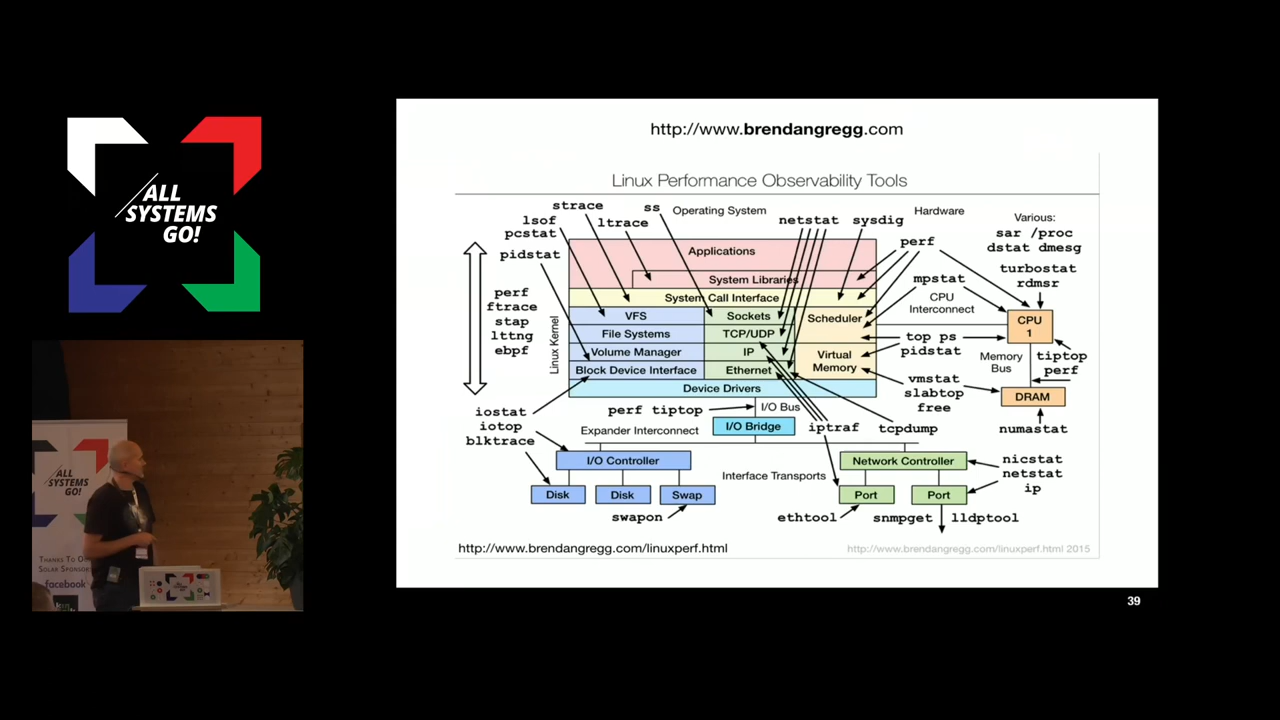 ALL
SYSTEMS
GO!
http://www.brendangregg.com
Linux Performance Observability Tools
strace
ss
Operating System
Hardware
Various:
lsof
ltrace
netstat
sysdig
sar /proc
pcstat
perf
dstat dmesg
pidstat
Applications
turbostat
rdmsr
System Libraries
mpstat
perf
ftrace
stap
lttng
ebpf
Linux Kernel
System Call Interface
CPU
Interconnect
VFS
Sockets
Scheduler
CPU
1
File Systems
TCP/UDP
top ps
pidstat
Volume Manager
IP
Virtual
Memory
Memory
Bus
tiptop
perf
Block Device Interface
Ethernet
vmstat
slabtop
free
Device Drivers
DRAM
iostat
iotop
blktrace
perf tiptop
I/O Bus
Expander Interconnect
I/O Bridge
iptraf
tcpdump
numastat
I/O Controller
Interface Transports
Network Controller
nicstat
netstat
ip
Disk
Disk
Swap
Port
Port
swapon
ethtool
snmpget
lldptool
http://www.brendangregg.com/linuxperf.html
http://www.brendangregg.com/linuxperf.html 2015
39
ALL
SYSTEMS
GO!
THANKS TO
facebook